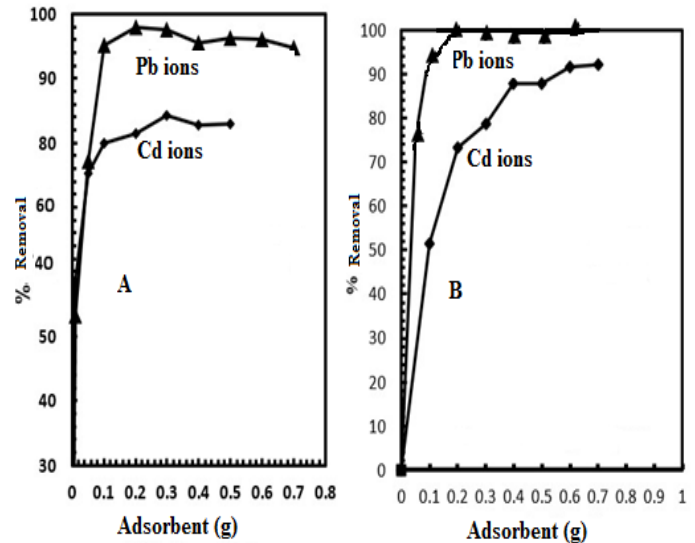 100
95
90
80
60
40
50
40
30
% Removal
Pb ions
Cd ions
A
0 0.1 0.2 0.3 0.4 0.5 0.6 0.7 0.8
Adsorbent (g)
100
90
80
70
60
50
40
30
20
10
0
% Removal
Pb ions
Cd ions
B
0 0.1 0.2 0.3 0.4 0.5 0.6 0.7 0.8 0.9 1
Adsorbent (g)